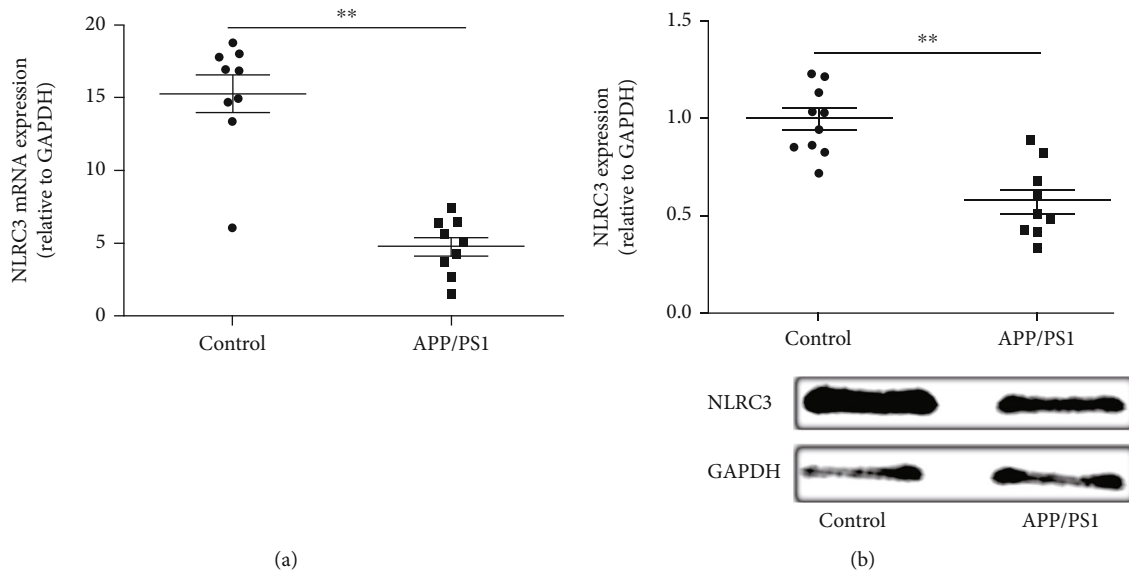 NLRC3 mRNA expression
(relative to GAPDH)
20
15
10
5
0
**
Control
APP/PS1
(a)
NLRC3 expression
(relative to GAPDH)
1.5
1.0
0.5
0.0
**
Control
APP/PS1
NLRC3
GAPDH
Control
APP/PS1
(b)